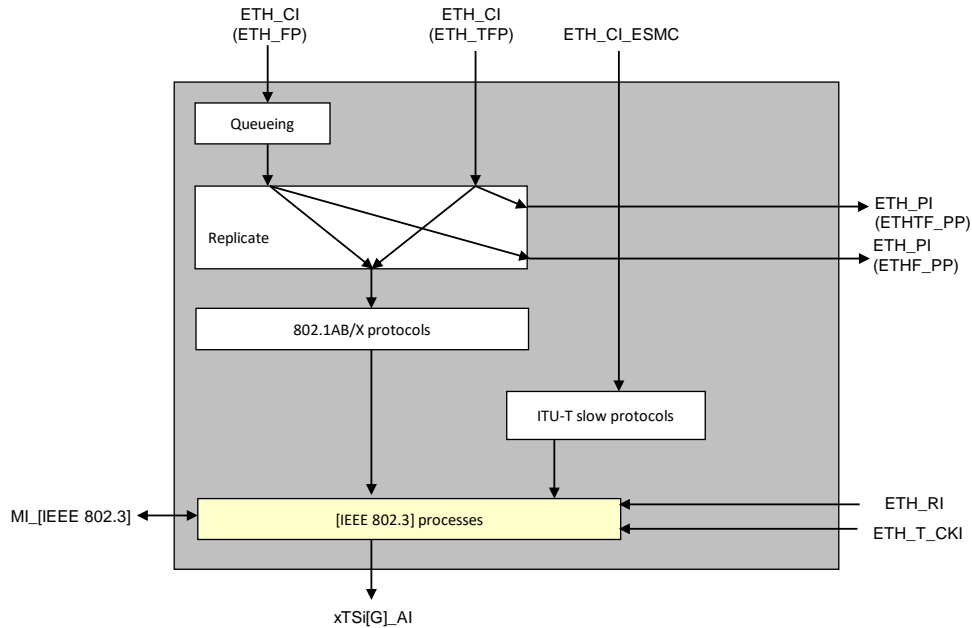 ETH_CI
(ETH_FP)
ETH_CI
(ETH_TFP)
ETH_CI_ESMC
Queueing
Replicate
ETH_PI
(ETHTF_PP)
ETH_PI
(ETHF_PP)
802.1AB/X protocols
ITU-T slow protocols
MI_[IEEE 802.3]
[IEEE 802.3] processes
ETH_RI
ETH_T_CKI
xTSi[G]_AI